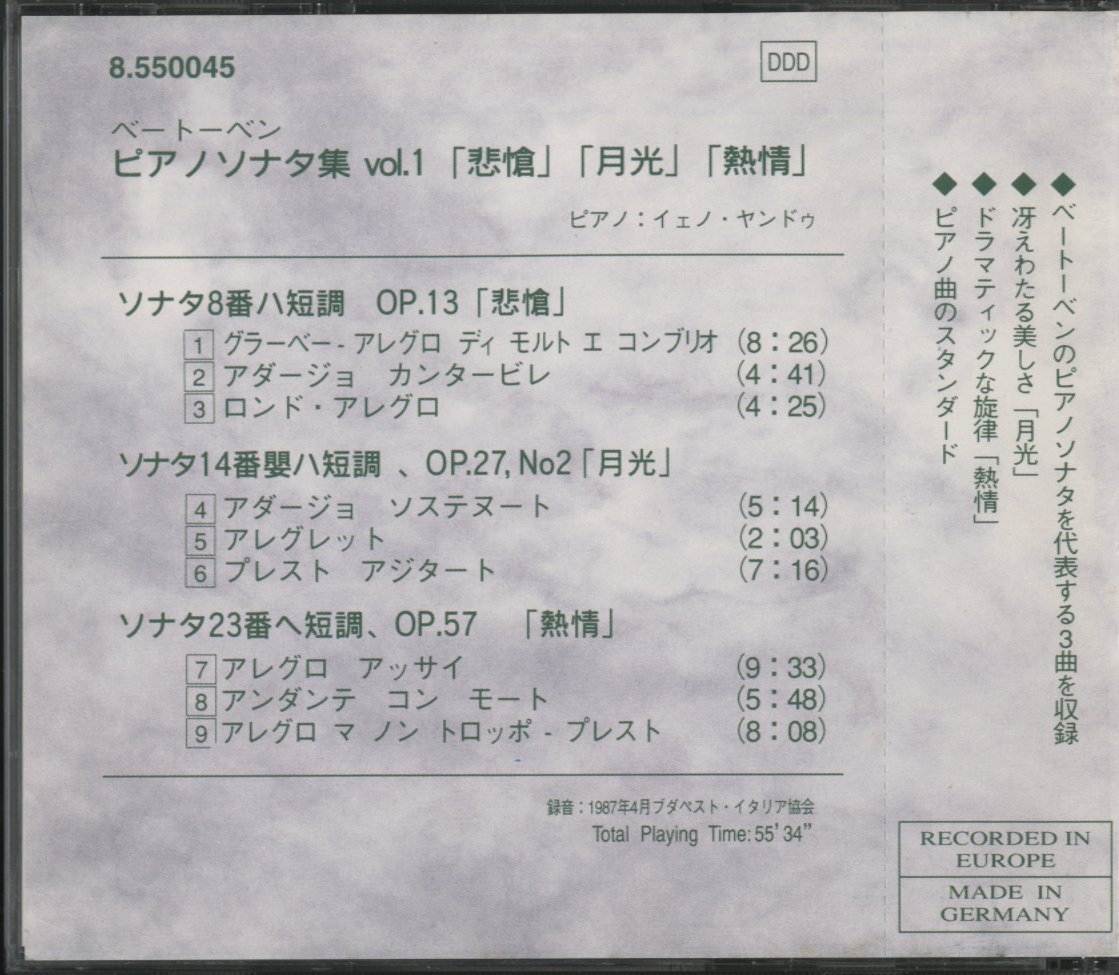 8.550045
DDD
ベートーベン
ピアノソナタ集 vol.1 「悲愴」「月光」「熱情」
ピアノ：イェノ・ヤンドゥ
ソナタ8番ハ短調 OP.13「悲愴」
1 グラーベー - アレグロ ディ モルト エ コンブリオ (8：26)
2 アダージョ カンタービレ (4：41)
3 ロンド・アレグロ (4：25)
ソナタ14番嬰ハ短調 、OP.27, No2「月光」
4 アダージョ ソステヌート (5：14)
5 アレグレット (2：03)
6 プレスト アジタート (7：16)
ソナタ23番へ短調、OP.57 「熱情」
7 アレグロ アッサイ (9：33)
8 アンダンテ コン モート (5：48)
9 アレグロ マ ノン トロッポ - プレスト (8：08)
録音：1987年4月ブダペスト・イタリア協会
Total Playing Time: 55' 34"
◆ベートーベンのピアノソナタを代表する3曲を収録
◆冴えわたる美しさ「月光」
◆ドラマティックな旋律「熱情」
◆ピアノ曲のスタンダード
RECORDED IN
EUROPE
MADE IN
GERMANY